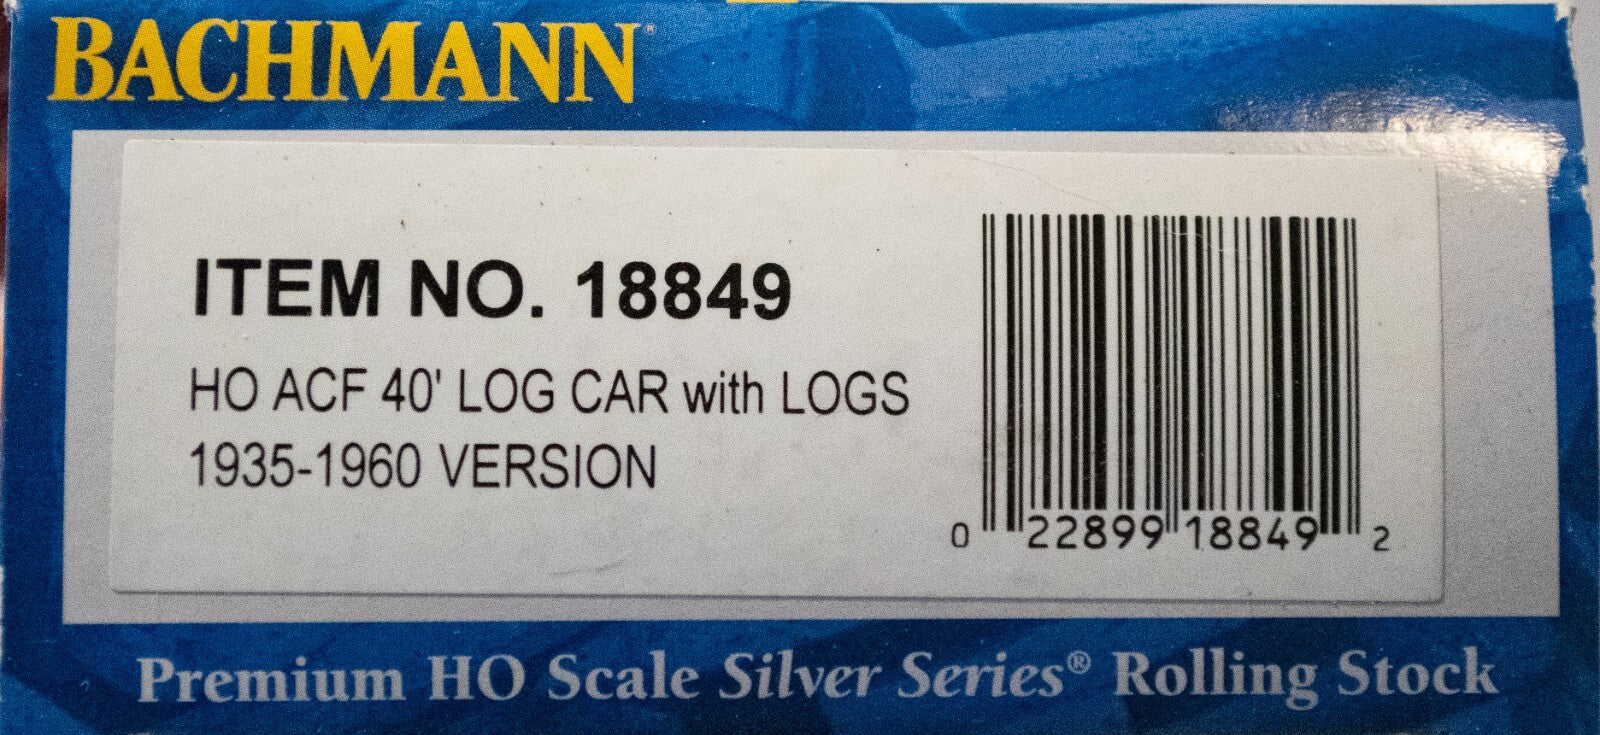 BACHMANN®
ITEM NO. 18849
HO ACF 40' LOG CAR with LOGS
1935-1960 VERSION
0 22899 18849 2
Premium HO Scale Silver Series® Rolling Stock